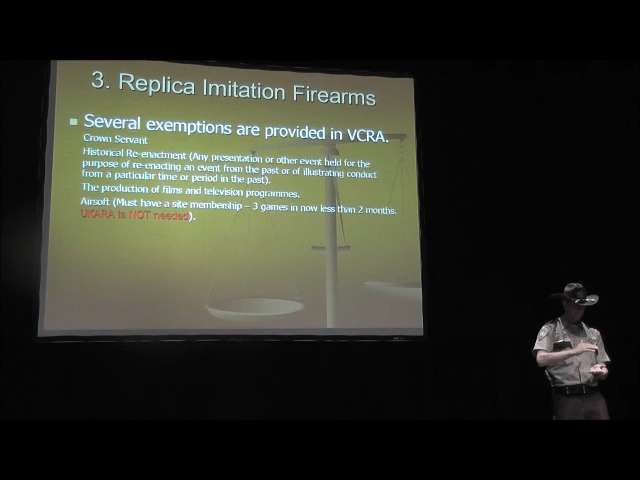 3. Replica Imitation Firearms
Several exemptions are provided in VCRA.
Crown Servant
Historical Re-enactment (Any presentation or other event held for the
purpose of re-enacting an event from the past or of illustrating conduct
from a particular time or period in the past).
The production of films and television programmes.
Airsoft (Must have a site membership – 3 games in now less than 2 months.
UKARA is NOT needed).